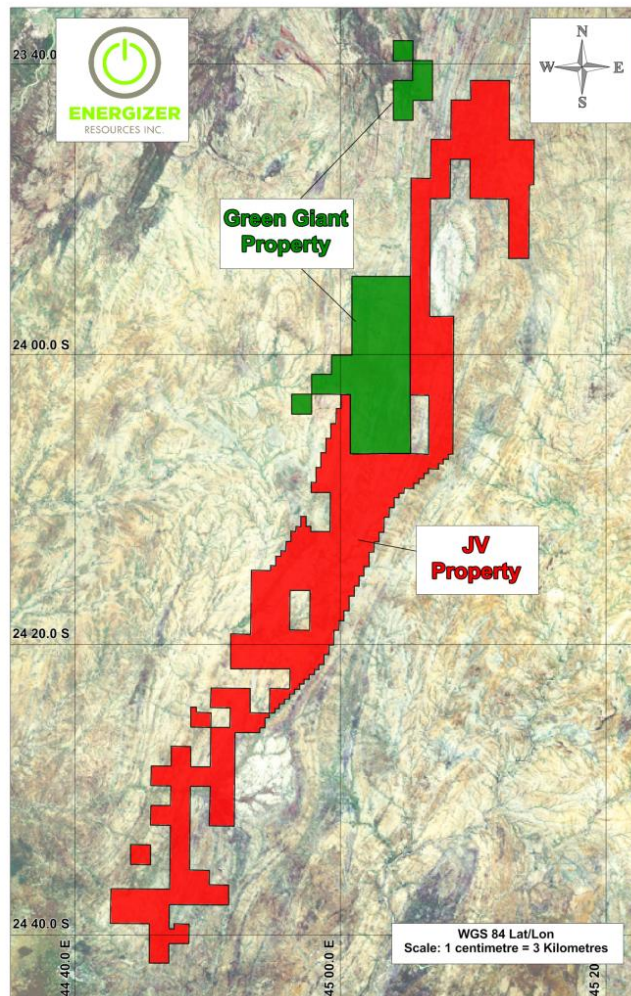 23 40.
ENERGIZER
RESOURCES INC.
N
W E
S
Green Giant
Property
24 00.0 S
JV
Property
24 20.0 S
24 40.0 S
WGS 84 Lat/Lon
Scale: 1 centimetre = 3 Kilometres
44 40.0 E
45 00.0 E
45 20